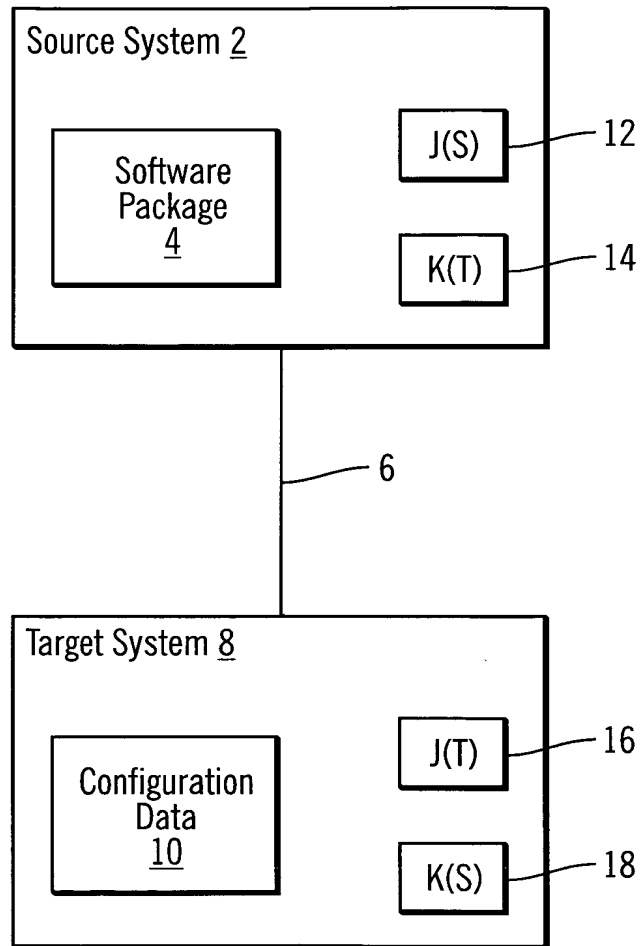 Source System 2
Software
Package
4
J(S)
12
K(T)
14
6
Target System 8
Configuration
Data
10
J(T)
16
K(S)
18